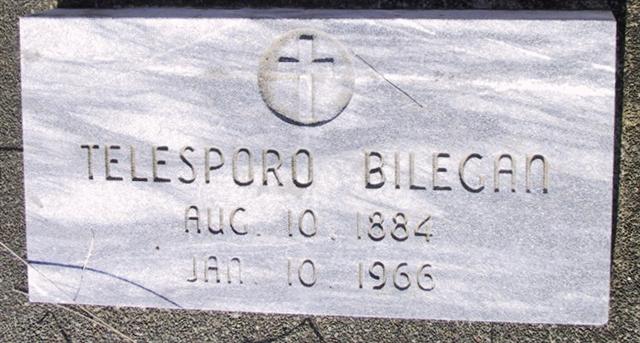 TELESPORO BILEGAN
AUG. 10. 1884
JAN. 10. 1966